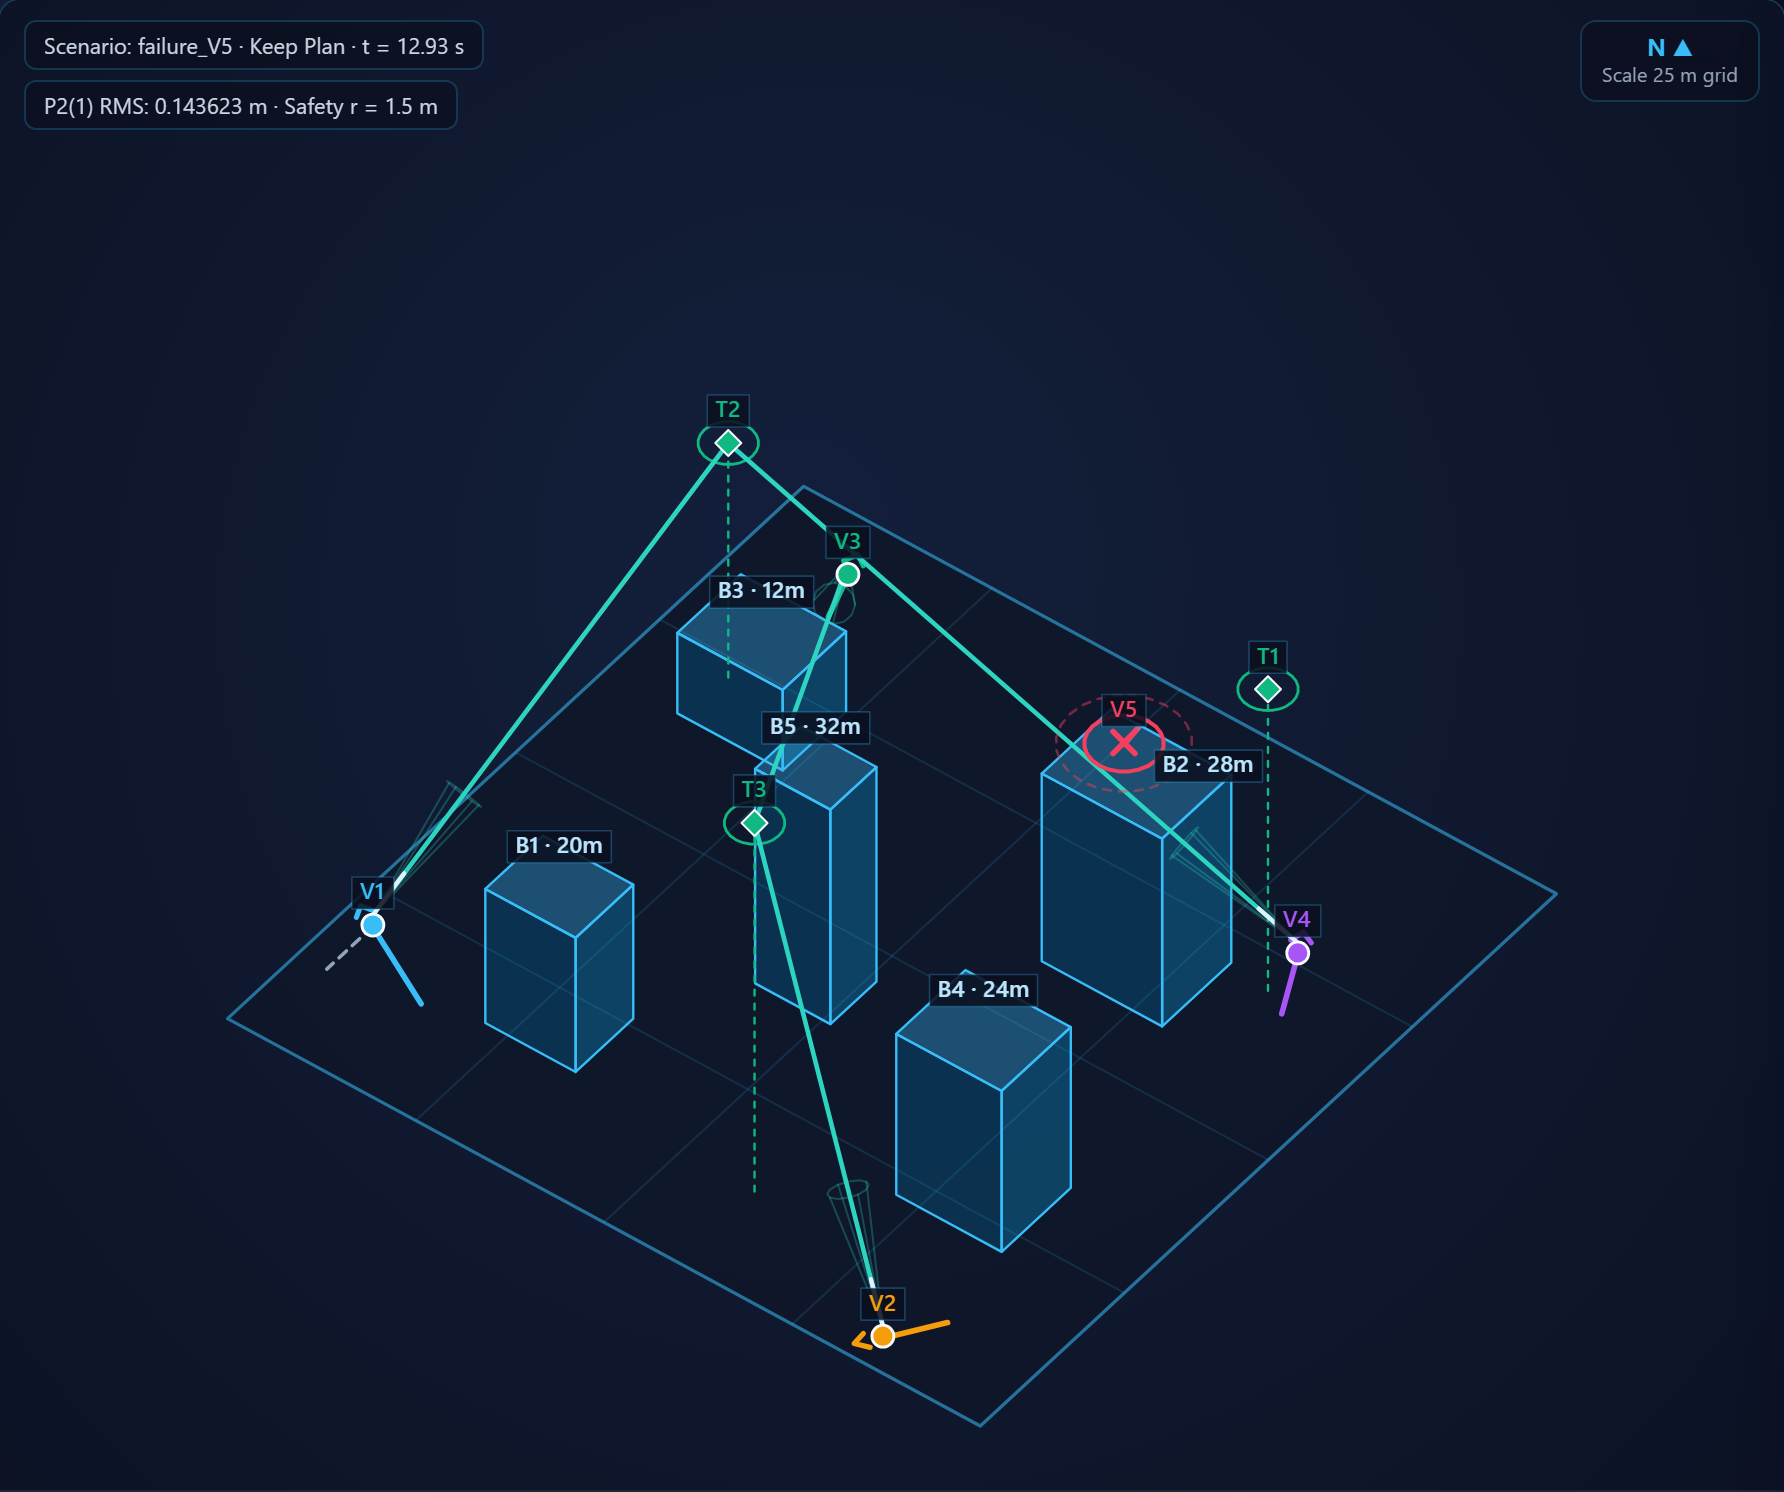 Scenario: failure_V5 · Keep Plan · t = 12.93 s
P2(1) RMS: 0.143623 m · Safety r = 1.5 m
N ▲
Scale 25 m grid
T2
V3
B3 · 12m
T1
V5
B5 · 32m
B2 · 28m
T3
B1 · 20m
V1
V4
B4 · 24m
V2